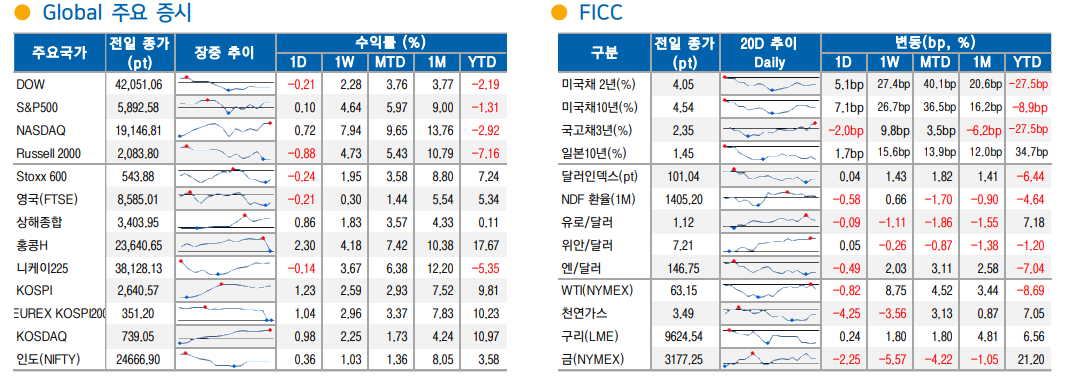 Global 주요 증시
주요국가 전일 종가 (pt) 장중 추이 수익률 (%)
1D 1W MTD 1M YTD
DOW 42,051.06 −0.21 2.28 3.76 3.77 −2.19
S&P500 5,892.58 0.10 4.64 5.97 9.00 −1.31
NASDAQ 19,146.81 0.72 7.94 9.65 13.76 −2.92
Russell 2000 2,083.80 −0.88 4.73 5.43 10.79 −7.16
Stoxx 600 543.88 −0.24 1.95 3.58 8.80 7.24
영국(FTSE) 8,585.01 −0.21 0.30 1.44 5.54 5.34
상해종합 3,403.95 0.86 1.83 3.57 4.33 0.11
홍콩H 23,640.65 2.30 4.18 7.42 10.38 17.67
니케이225 38,128.13 −0.14 3.67 6.38 12.20 −5.35
KOSPI 2,640.57 1.23 2.59 2.93 7.52 9.81
EUREX KOSPI200 351.20 1.04 2.96 3.37 7.83 10.23
KOSDAQ 739.05 0.98 2.25 1.73 4.24 10.97
인도(NIFTY) 24666.90 0.36 1.03 1.36 8.05 3.58
FICC
구분 전일 종가 (pt) 20D 추이 Daily 변동(bp, %)
1D 1W MTD 1M YTD
미국채 2년(%) 4.05 5.1bp 27.4bp 40.1bp 20.6bp −27.5bp
미국채10년(%) 4.54 7.1bp 26.7bp 36.5bp 16.2bp −8.9bp
국고채3년(%) 2.35 −2.0bp 9.8bp 3.5bp −6.2bp −27.5bp
일본10년(%) 1.45 1.7bp 15.6bp 13.9bp 12.0bp 34.7bp
달러인덱스(pt) 101.04 0.04 1.43 1.82 1.41 −6.44
NDF 환율(1M) 1405.20 −0.58 0.66 −1.70 −0.90 −4.64
유로/달러 1.12 −0.09 −1.11 −1.86 −1.55 7.18
위안/달러 7.21 0.05 −0.26 −0.87 −1.38 −1.20
엔/달러 146.75 −0.49 2.03 3.11 2.58 −7.04
WTI(NYMEX) 63.15 −0.82 8.75 4.52 3.44 −8.69
천연가스 3.49 −4.25 −3.56 3.13 0.87 7.05
구리(LME) 9624.54 0.24 1.80 1.80 4.81 6.56
금(NYMEX) 3177.25 −2.25 −5.57 −4.22 −1.05 21.20